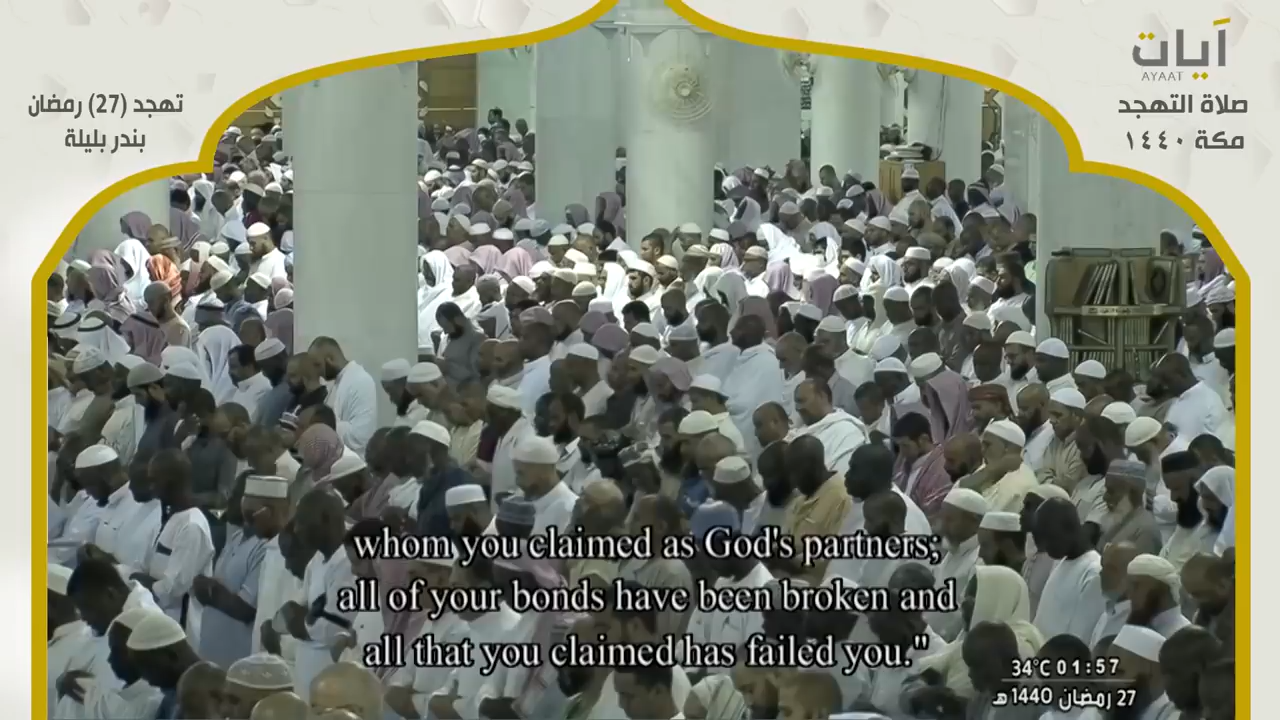 آيات
AYAAT
صلاة التهجد
مكة ١٤٤٠
تهجد (27) رمضان
بندر بليلة
whom you claimed as God's partners;
all of your bonds have been broken and
all that you claimed has failed you."
34°C 01:57
27 رمضان 1440هـ